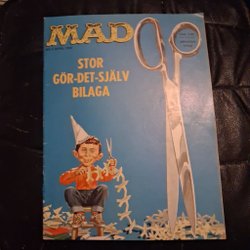 MAD
STOR
GÖR-DET-SJÄLV
BILAGA